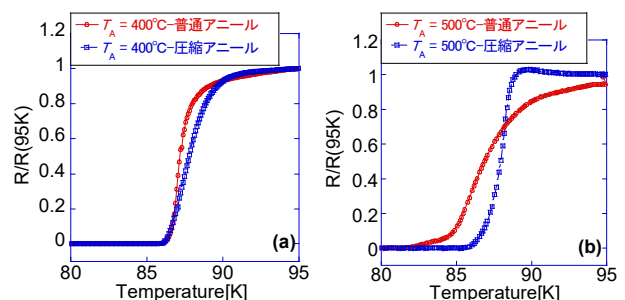 T_A = 400°C-普通アニール
T_A = 400°C-圧縮アニール
1.2
1
0.8
0.6
0.4
0.2
0
R/R(95K)
80
85
90
95
Temperature[K]
(a)
T_A = 500°C-普通アニール
T_A = 500°C-圧縮アニール
1.2
1
0.8
0.6
0.4
0.2
0
R/R(95K)
80
85
90
95
Temperature[K]
(b)